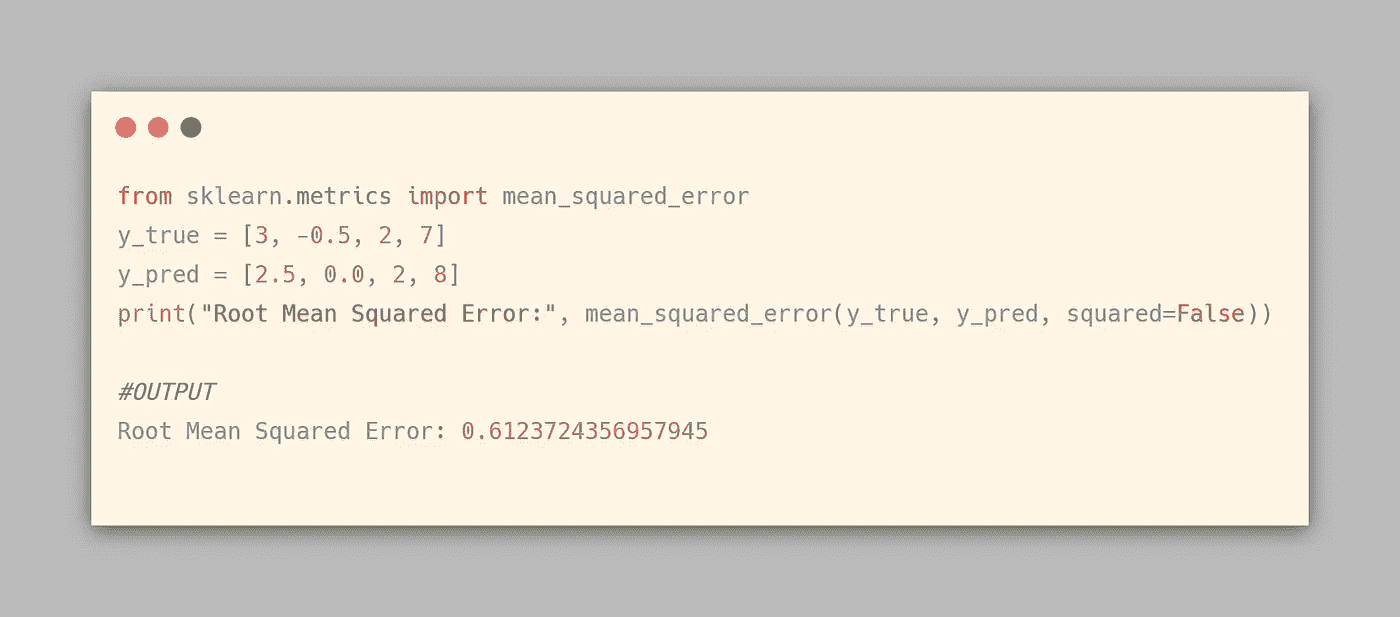 from sklearn.metrics import mean_squared_error
y_true = [3, -0.5, 2, 7]
y_pred = [2.5, 0.0, 2, 8]
print("Root Mean Squared Error:", mean_squared_error(y_true, y_pred, squared=False))
#OUTPUT
Root Mean Squared Error: 0.6123724356957945